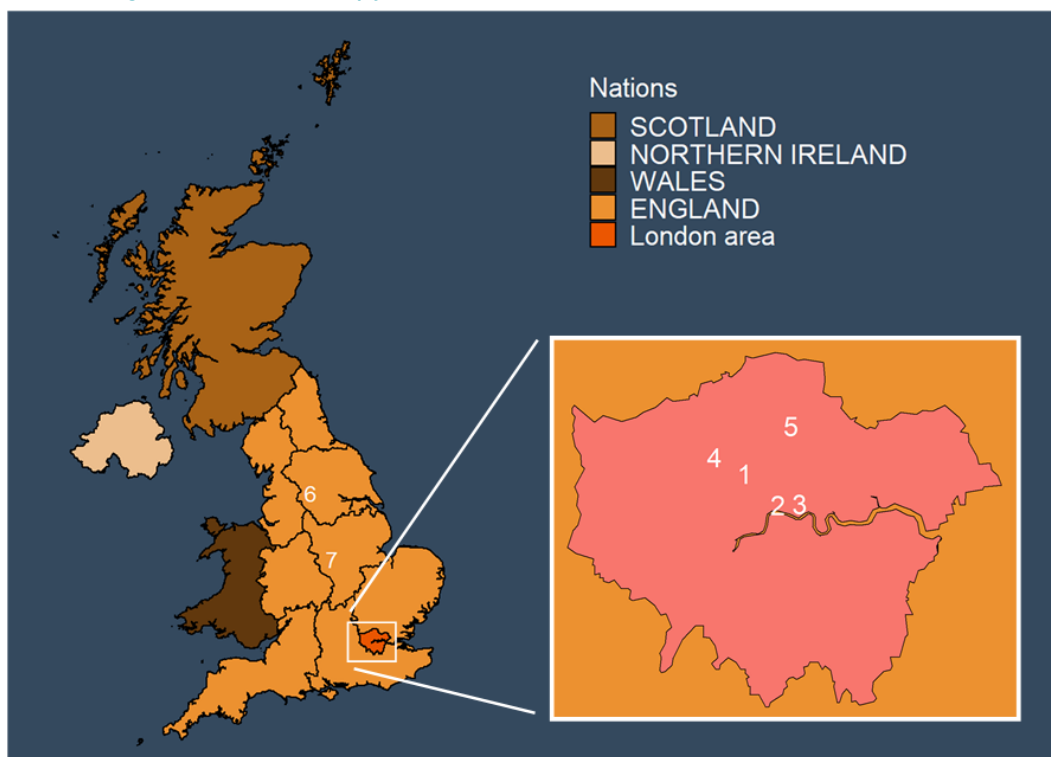 Nations
SCOTLAND
NORTHERN IRELAND
WALES
ENGLAND
London area
5
4
1
2 3
6
7